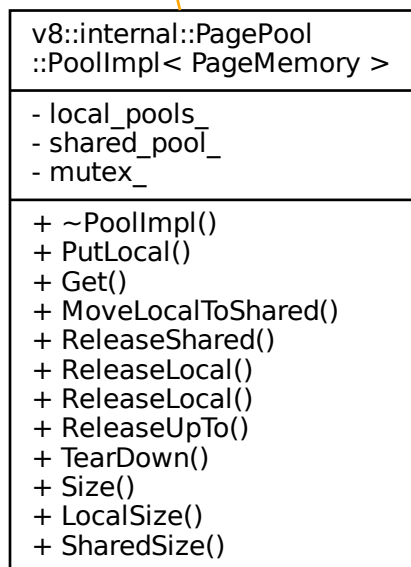 v8::internal::PagePool
::PoolImpl< PageMemory >
- local_pools_
- shared_pool_
- mutex_
+ ~PoolImpl()
+ PutLocal()
+ Get()
+ MoveLocalToShared()
+ ReleaseShared()
+ ReleaseLocal()
+ ReleaseLocal()
+ ReleaseUpTo()
+ TearDown()
+ Size()
+ LocalSize()
+ SharedSize()